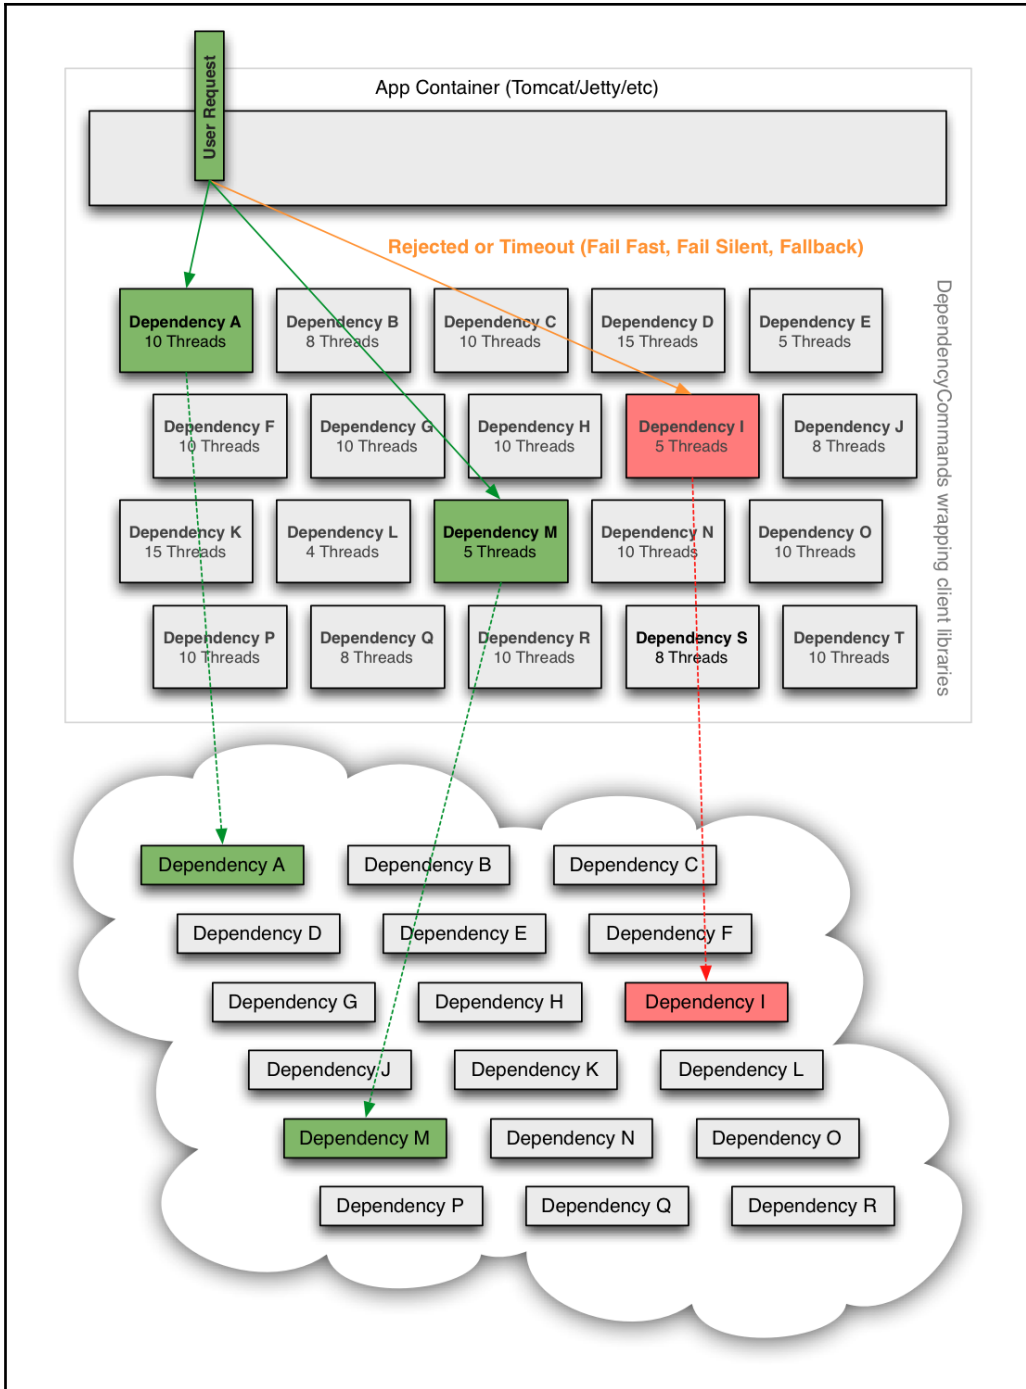 User Request
App Container (Tomcat/Jetty/etc)
Rejected or Timeout (Fail Fast, Fail Silent, Fallback)
Dependency A
10 Threads
Dependency B
8 Threads
Dependency C
10 Threads
Dependency D
15 Threads
Dependency E
5 Threads
Dependency F
10 Threads
Dependency G
10 Threads
Dependency H
10 Threads
Dependency I
5 Threads
Dependency J
8 Threads
Dependency K
15 Threads
Dependency L
4 Threads
Dependency M
5 Threads
Dependency N
10 Threads
Dependency O
10 Threads
Dependency P
10 Threads
Dependency Q
8 Threads
Dependency R
10 Threads
Dependency S
8 Threads
Dependency T
10 Threads
DependencyCommands wrapping client libraries
Dependency A
Dependency B
Dependency C
Dependency D
Dependency E
Dependency F
Dependency G
Dependency H
Dependency I
Dependency J
Dependency K
Dependency L
Dependency M
Dependency N
Dependency O
Dependency P
Dependency Q
Dependency R